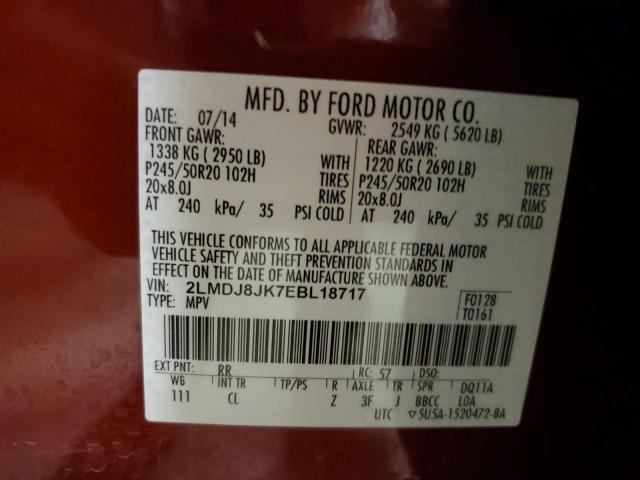 MFD. BY FORD MOTOR CO.
DATE: 07/14 GVWR: 2549 KG ( 5620 LB)
FRONT GAWR: REAR GAWR:
1338 KG ( 2950 LB) WITH 1220 KG ( 2690 LB) WITH
P245/50R20 102H TIRES P245/50R20 102H TIRES
20x8.0J RIMS 20x8.0J RIMS
AT 240 kPa/ 35 PSI COLD AT 240 kPa/ 35 PSI COLD
THIS VEHICLE CONFORMS TO ALL APPLICABLE FEDERAL MOTOR
VEHICLE SAFETY AND THEFT PREVENTION STANDARDS IN
EFFECT ON THE DATE OF MANUFACTURE SHOWN ABOVE.
VIN: 2LMDJ8JK7EBL18717 F0128
TYPE: MPV T0161
EXT PNT: RR RC: 57 DSO:
WB INT TR TP/PS R AXLE TR SPR DQ11A
111 CL Z 3F J BBCC LOA
UTC ▽5U5A-1520472-BA